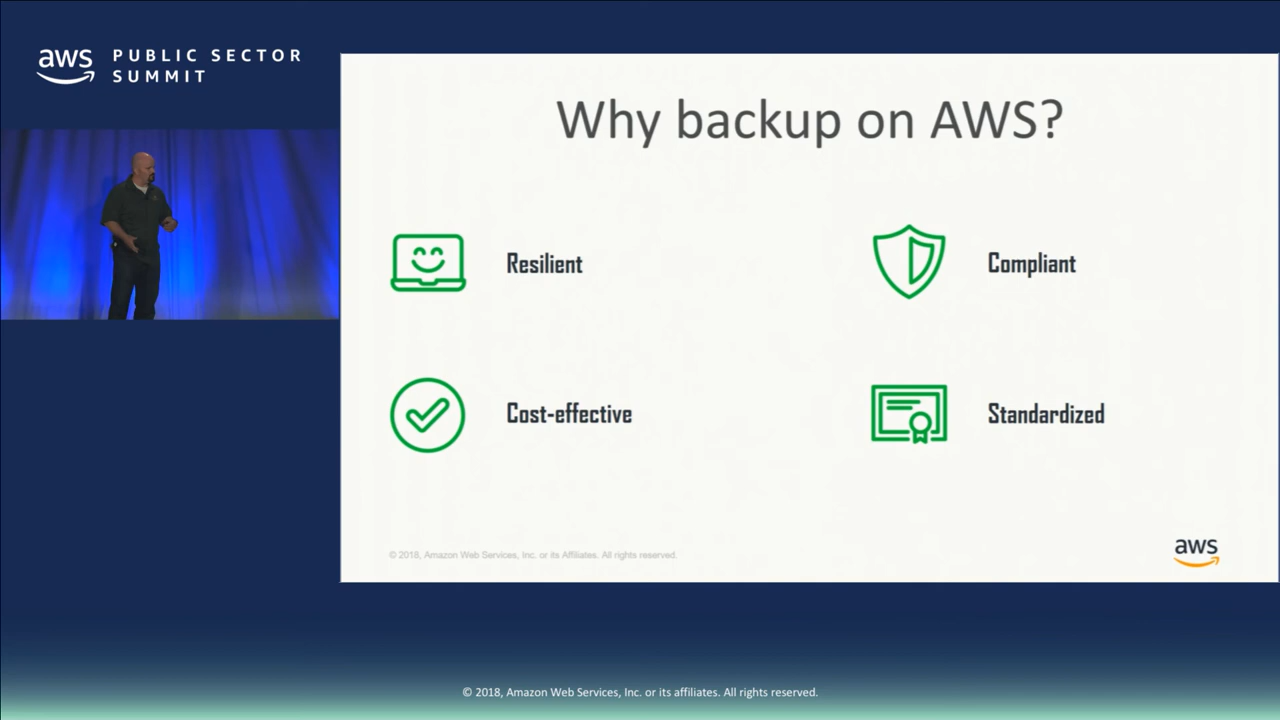 aws PUBLIC SECTOR
SUMMIT
Why backup on AWS?
Resilient
Compliant
Cost-effective
Standardized
© 2018, Amazon Web Services, Inc. or its Affiliates. All rights reserved.
aws
© 2018, Amazon Web Services, Inc. or its affiliates. All rights reserved.